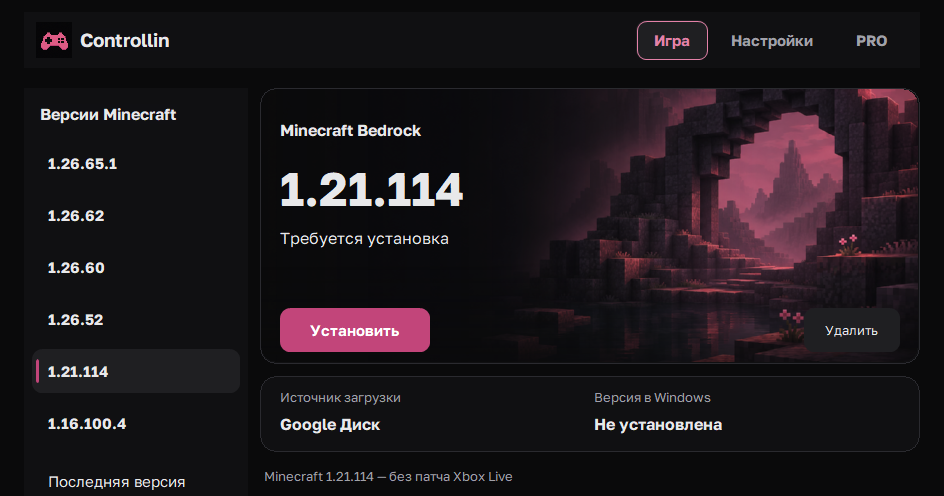 Controllin
Игра
Настройки
PRO
Версии Minecraft
1.26.65.1
1.26.62
1.26.60
1.26.52
1.21.114
1.16.100.4
Последняя версия
Minecraft Bedrock
1.21.114
Требуется установка
Установить
Удалить
Источник загрузки
Google Диск
Версия в Windows
Не установлена
Minecraft 1.21.114 — без патча Xbox Live